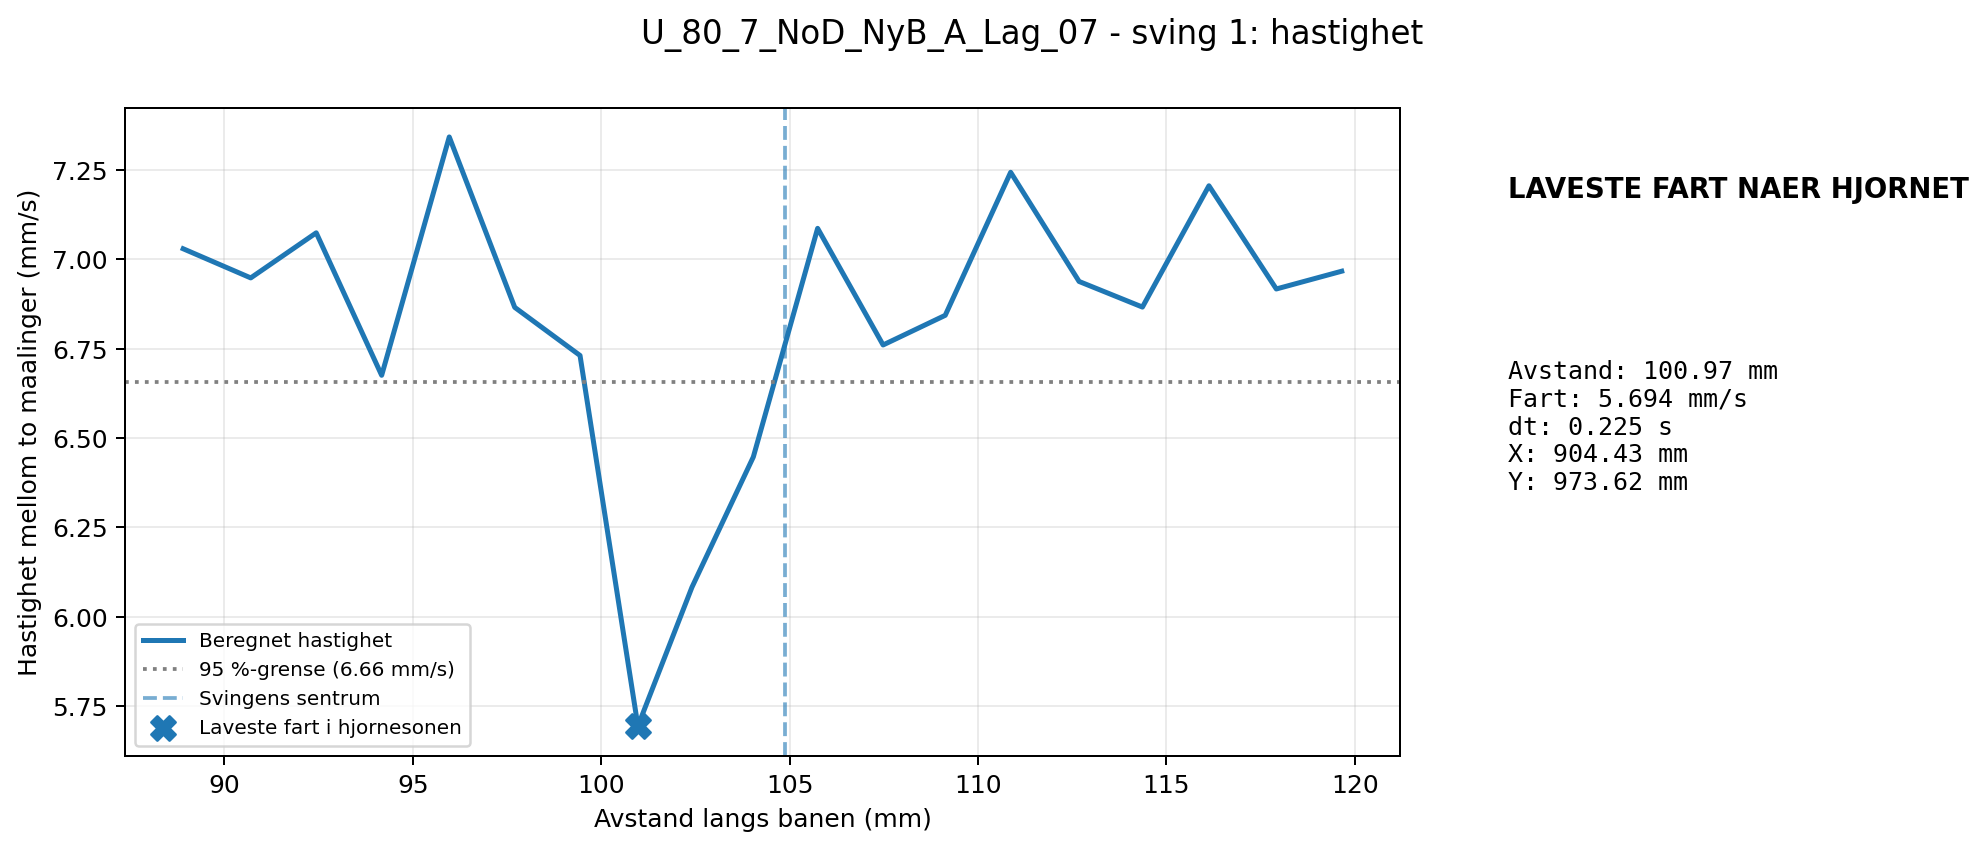 U_80_7_NoD_NyB_A_Lag_07 - sving 1: hastighet
Hastighet mellom to maalinger (mm/s)
7.25
7.00
6.75
6.50
6.25
6.00
5.75
Beregnet hastighet
95 %-grense (6.66 mm/s)
Svingens sentrum
Laveste fart i hjornesonen
90
95
100
105
110
115
120
Avstand langs banen (mm)
LAVESTE FART NAER HJORNET
Avstand: 100.97 mm
Fart: 5.694 mm/s
dt: 0.225 s
X: 904.43 mm
Y: 973.62 mm